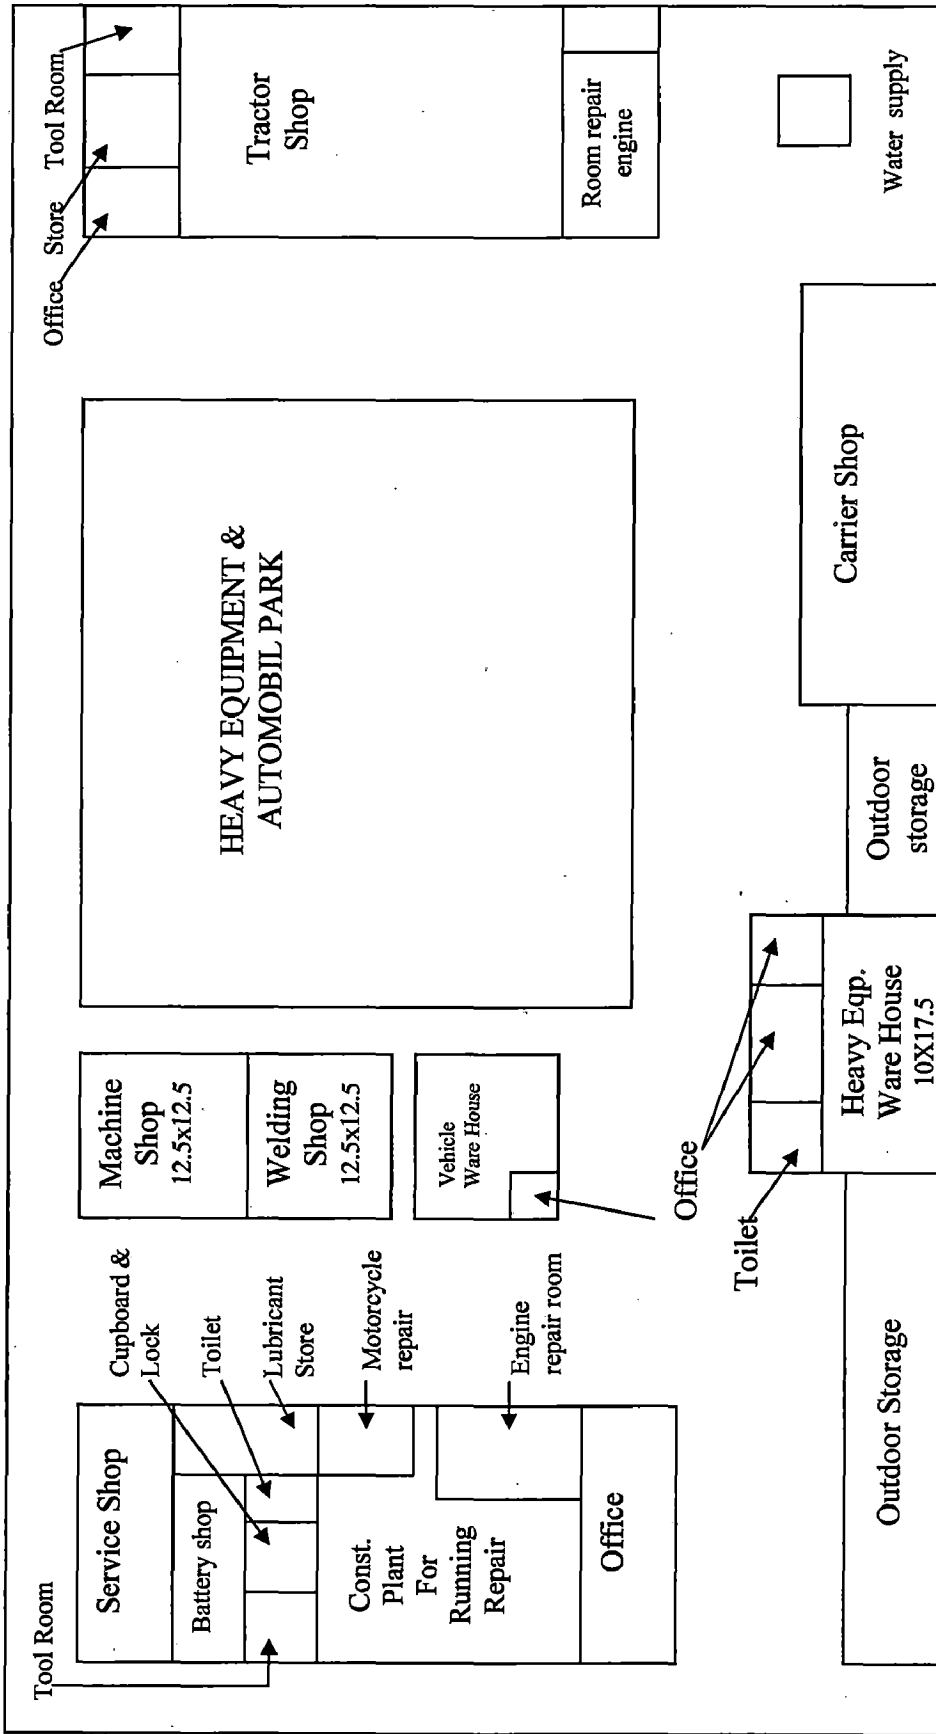 Tool Room
Service Shop
Battery shop
Cupboard &
Lock
Toilet
Lubricant
Store
Motorcycle
repair
Engine
repair room
Const.
Plant
For
Running
Repair
Office
Machine
Shop
12.5x12.5
Welding
Shop
12.5x12.5
Vehicle
Ware House
Office
Toilet
HEAVY EQUIPMENT &
AUTOMOBIL PARK
Office
Store
Tool Room
Tractor
Shop
Room repair
engine
Outdoor Storage
Heavy Eqp.
Ware House
10X17.5
Outdoor
storage
Carrier Shop
Water supply